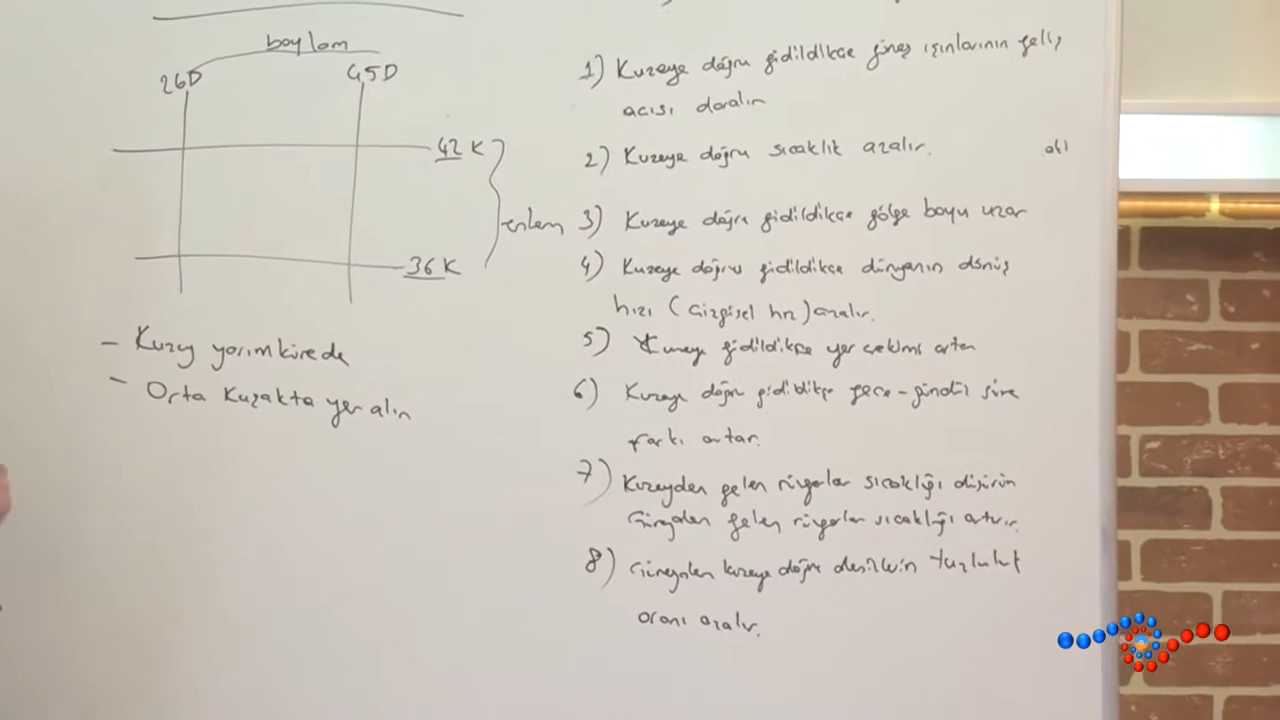 boylam
26D 45D
42 K
enlem
36 K
- Kuzey yarımkürede
- Orta Kuşakta yer alır
1) Kuzeye doğru gidildikçe güneş ışınlarının geliş
acısı daralır
2) Kuzeye doğru sıcaklık azalır.
3) Kuzeye doğru gidildikçe gölge boyu uzar
4) Kuzeye doğru gidildikçe dünyanın dönüş
hızı (Çizgisel hız) azalır.
5) Kuzeye gidildikçe yer çekimi artar
6) Kuzeye doğru gidildikçe gece-gündüz süre
farkı artar.
7) Kuzeyden gelen rüzgarlar sıcaklığı düşürür
Güneyden gelen rüzgarlar sıcaklığı artırır.
8) Güneyden kuzeye doğru denizlerin tuzluluk
oranı azalır.